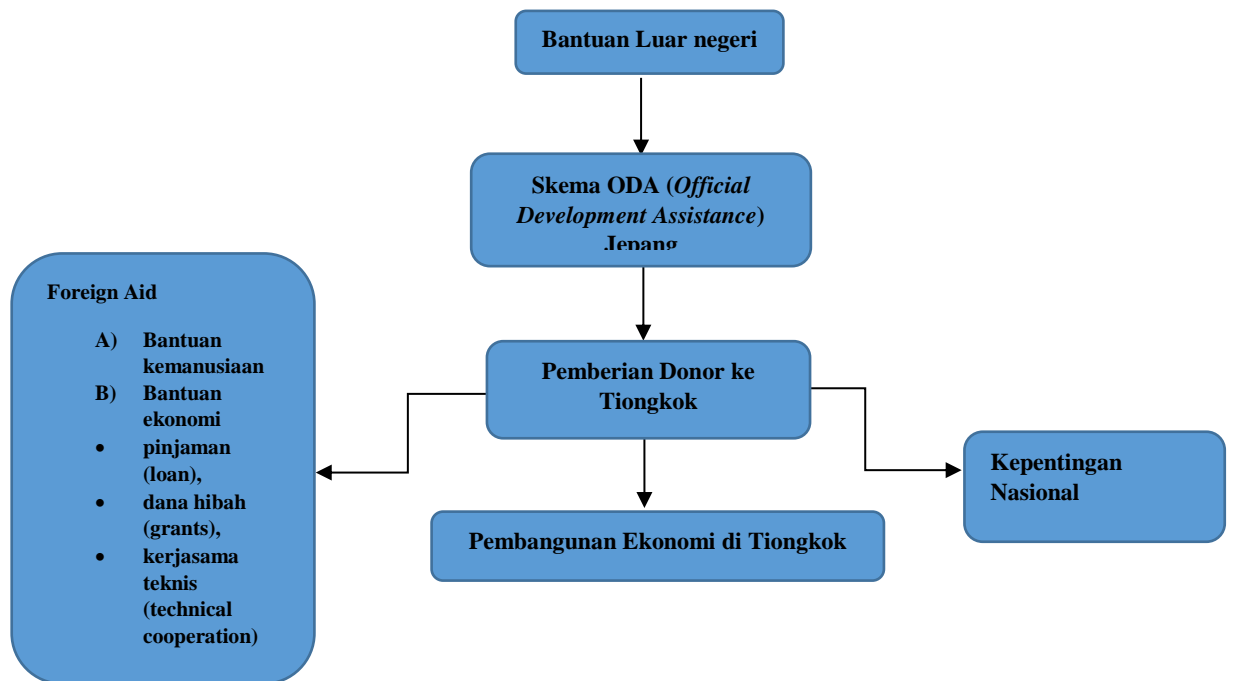 Bantuan Luar negeri
Skema ODA (Official
Development Assistance)
Jepang
Foreign Aid
A) Bantuan
kemanusiaan
B) Bantuan
ekonomi
• pinjaman
(loan),
• dana hibah
(grants),
• kerjasama
teknis
(technical
cooperation)
Pemberian Donor ke
Tiongkok
Kepentingan
Nasional
Pembangunan Ekonomi di Tiongkok